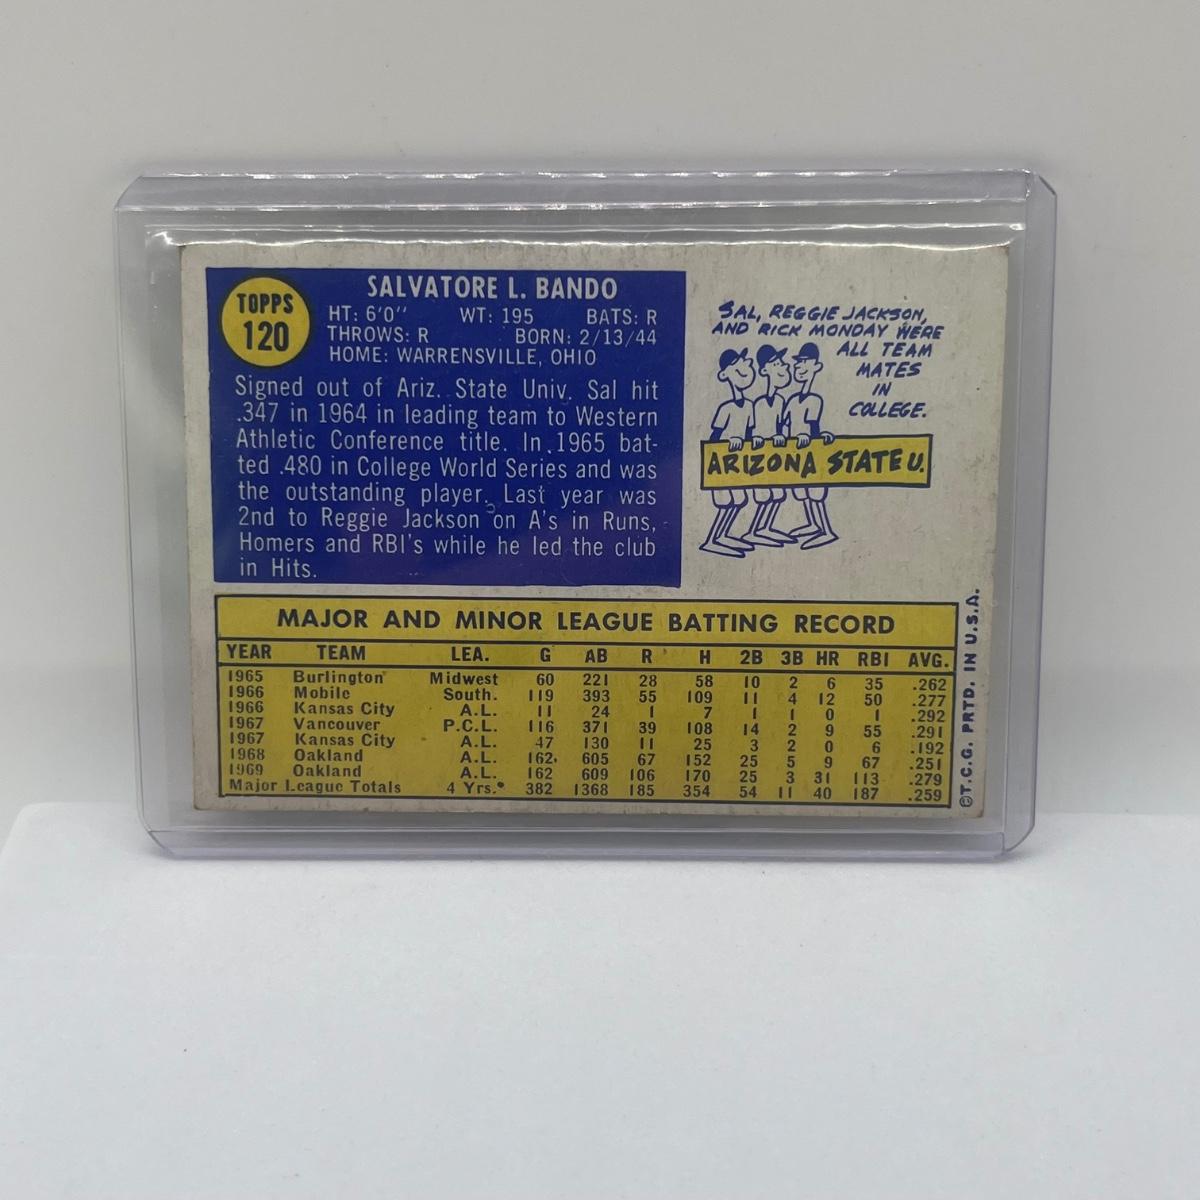 TOPPS
120
SALVATORE L. BANDO
HT: 6'0" WT: 195 BATS: R
THROWS: R BORN: 2/13/44
HOME: WARRENSVILLE, OHIO
Signed out of Ariz. State Univ. Sal hit
.347 in 1964 in leading team to Western
Athletic Conference title. In 1965 bat-
ted .480 in College World Series and was
the outstanding player. Last year was
2nd to Reggie Jackson on A's in Runs,
Homers and RBI's while he led the club
in Hits.
SAL, REGGIE JACKSON,
AND RICK MONDAY WERE
ALL TEAM
MATES
IN
COLLEGE.
ARIZONA STATE U.
MAJOR AND MINOR LEAGUE BATTING RECORD
YEAR TEAM LEA. G AB R H 2B 3B HR RBI AVG.
1965 Burlington Midwest 60 221 28 58 10 2 6 35 .262
1966 Mobile South. 119 393 55 109 11 4 12 50 .277
1966 Kansas City A.L. 11 24 1 7 1 1 0 1 .292
1967 Vancouver P.C.L. 116 371 39 108 14 2 9 55 .291
1967 Kansas City A.L. 47 130 11 25 3 2 0 6 .192
1968 Oakland A.L. 162 605 67 152 25 5 9 67 .251
1969 Oakland A.L. 162 609 106 170 25 3 31 113 .279
Major League Totals 4 Yrs.* 382 1368 185 354 54 11 40 187 .259
©T.C.G. PRTD. IN U.S.A.